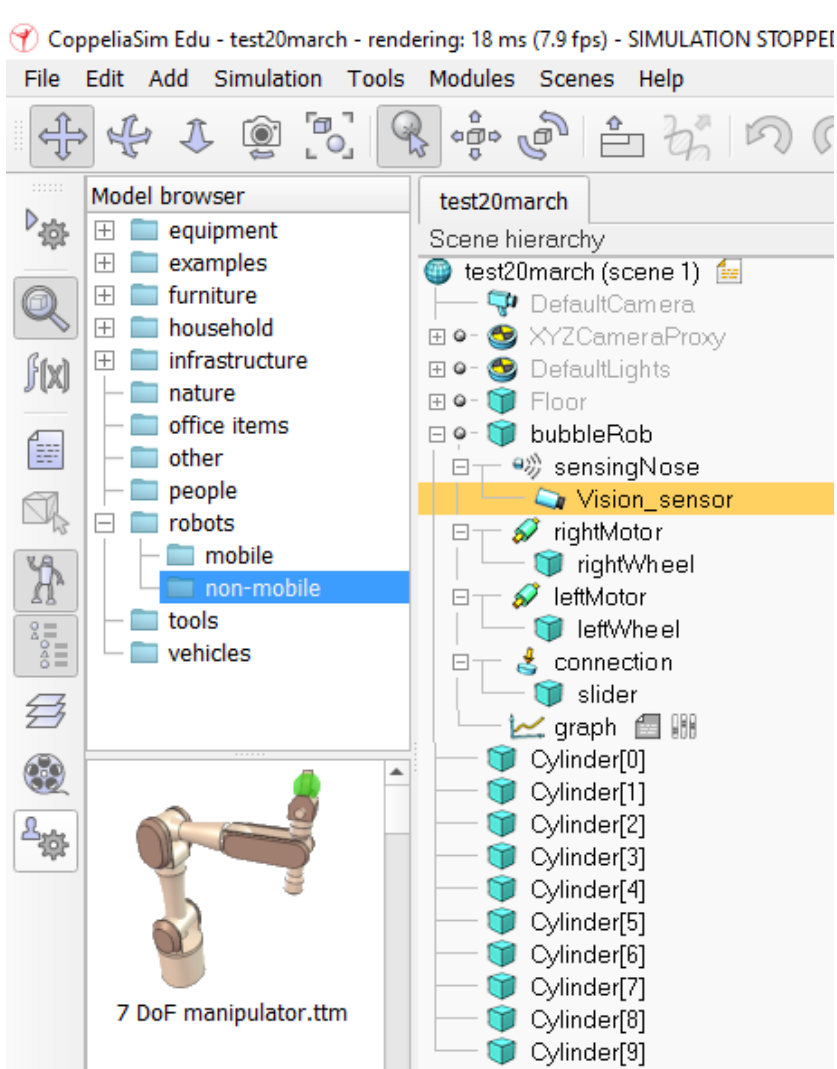 CoppeliaSim Edu - test20march - rendering: 18 ms (7.9 fps) - SIMULATION STOPPED
File Edit Add Simulation Tools Modules Scenes Help
Model browser
equipment
examples
furniture
household
infrastructure
nature
office items
other
people
robots
mobile
non-mobile
tools
vehicles
7 DoF manipulator.ttm
f(x)
test20march
Scene hierarchy
test20march (scene 1)
DefaultCamera
XYZCameraProxy
DefaultLights
Floor
bubbleRob
sensingNose
Vision_sensor
rightMotor
rightWheel
leftMotor
leftWheel
connection
slider
graph
Cylinder[0]
Cylinder[1]
Cylinder[2]
Cylinder[3]
Cylinder[4]
Cylinder[5]
Cylinder[6]
Cylinder[7]
Cylinder[8]
Cylinder[9]